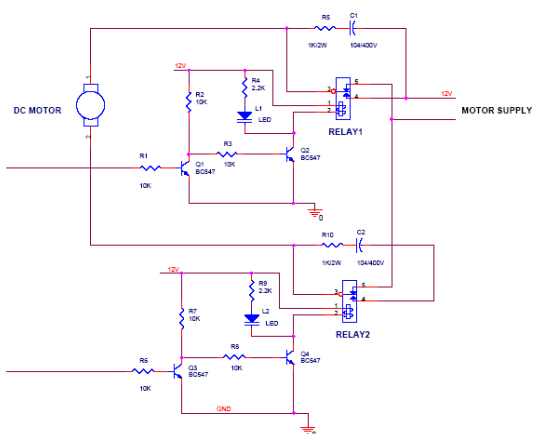 R5
C1
1K/2W
104/400V
12V
1
R2
10K
R4
2.2K
L1
LED
3
1
2
5
4
RELAY1
12V
MOTOR SUPPLY
DC MOTOR
2
R1
10K
R3
10K
Q1
BC547
Q2
BC547
0
R10
C2
1K/2W
104/400V
12V
R7
10K
R9
2.2K
L2
LED
3
1
2
5
4
RELAY2
R6
10K
R8
10K
Q3
BC547
Q4
BC547
GND